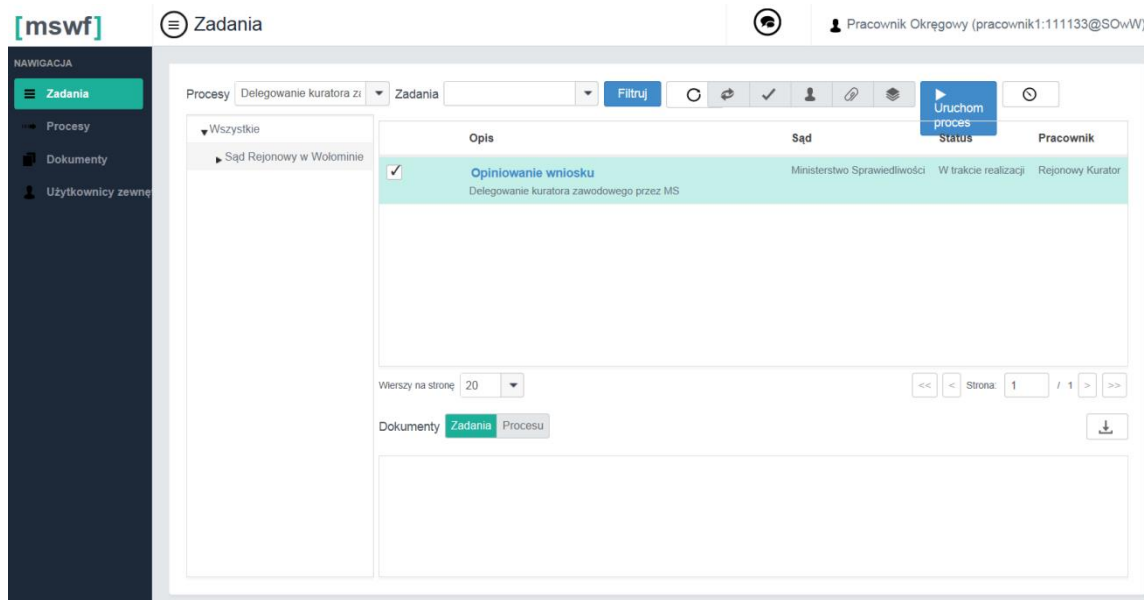 [mswf]
Zadania
Pracownik Okręgowy (pracownik1:111133@SOwW)
NAWIGACJA
Zadania
Procesy
Dokumenty
Użytkownicy zewnę
Procesy Delegowanie kuratora za Zadania Filtruj
Uruchom
proces
Wszystkie
Sąd Rejonowy w Wołominie
Opis Sąd Status Pracownik
Opiniowanie wniosku Ministerstwo Sprawiedliwości W trakcie realizacji Rejonowy Kurator
Delegowanie kuratora zawodowego przez MS
Wierszy na stronę 20 << < Strona: 1 / 1 > >>
Dokumenty Zadania Procesu